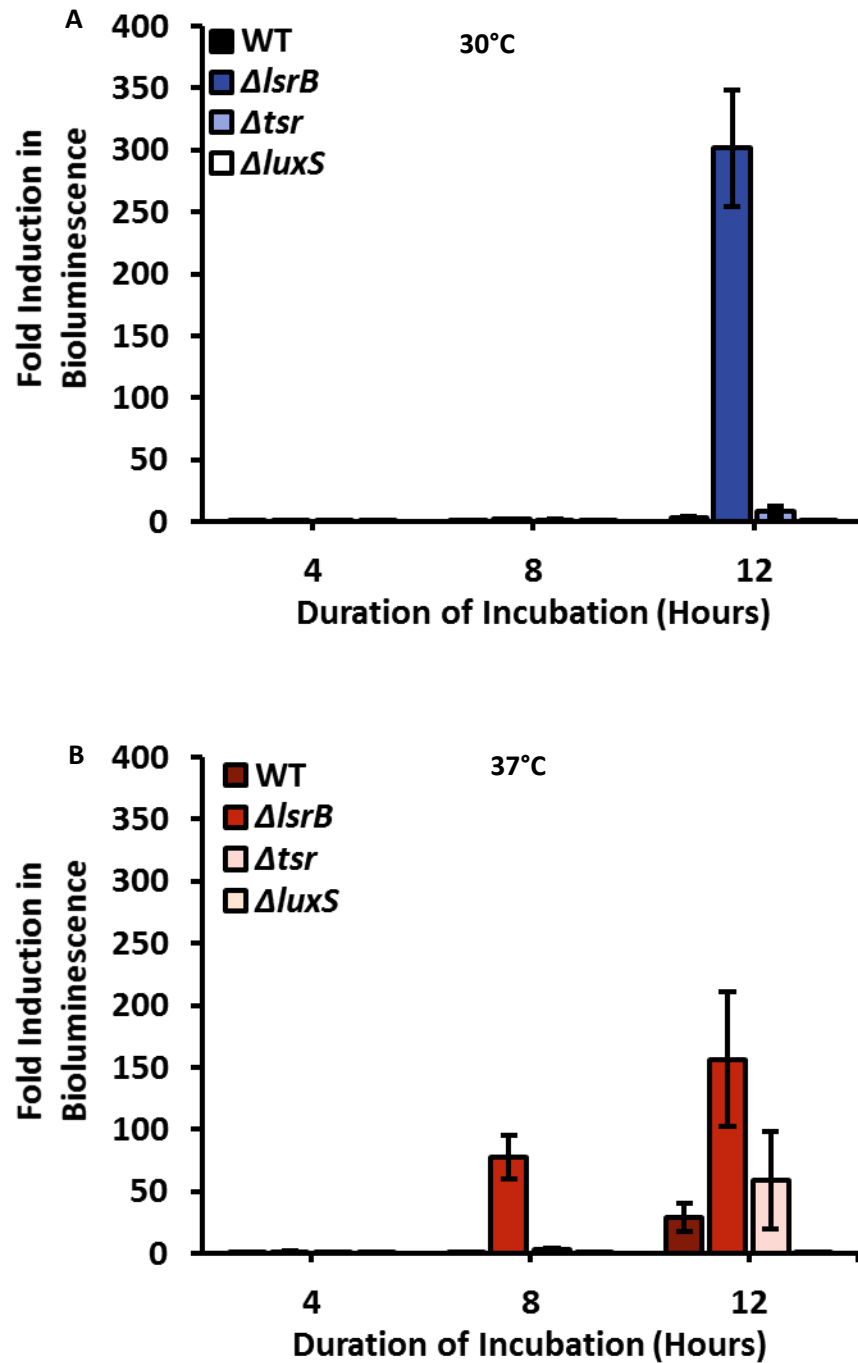 A
30°C
WT
ΔlsrB
Δtsr
ΔluxS
Fold Induction in
Bioluminescence
400
350
300
250
200
150
100
50
0
4 8 12
Duration of Incubation (Hours)
B
37°C
WT
ΔlsrB
Δtsr
ΔluxS
Fold Induction in
Bioluminescence
400
350
300
250
200
150
100
50
0
4 8 12
Duration of Incubation (Hours)